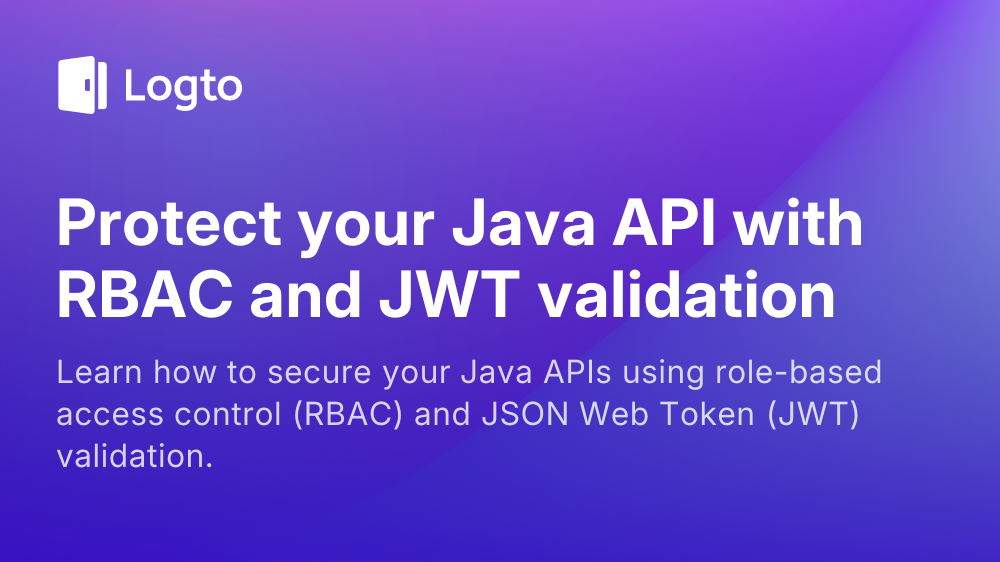 Logto
Protect your Java API with
RBAC and JWT validation
Learn how to secure your Java APIs using role-based
access control (RBAC) and JSON Web Token (JWT)
validation.